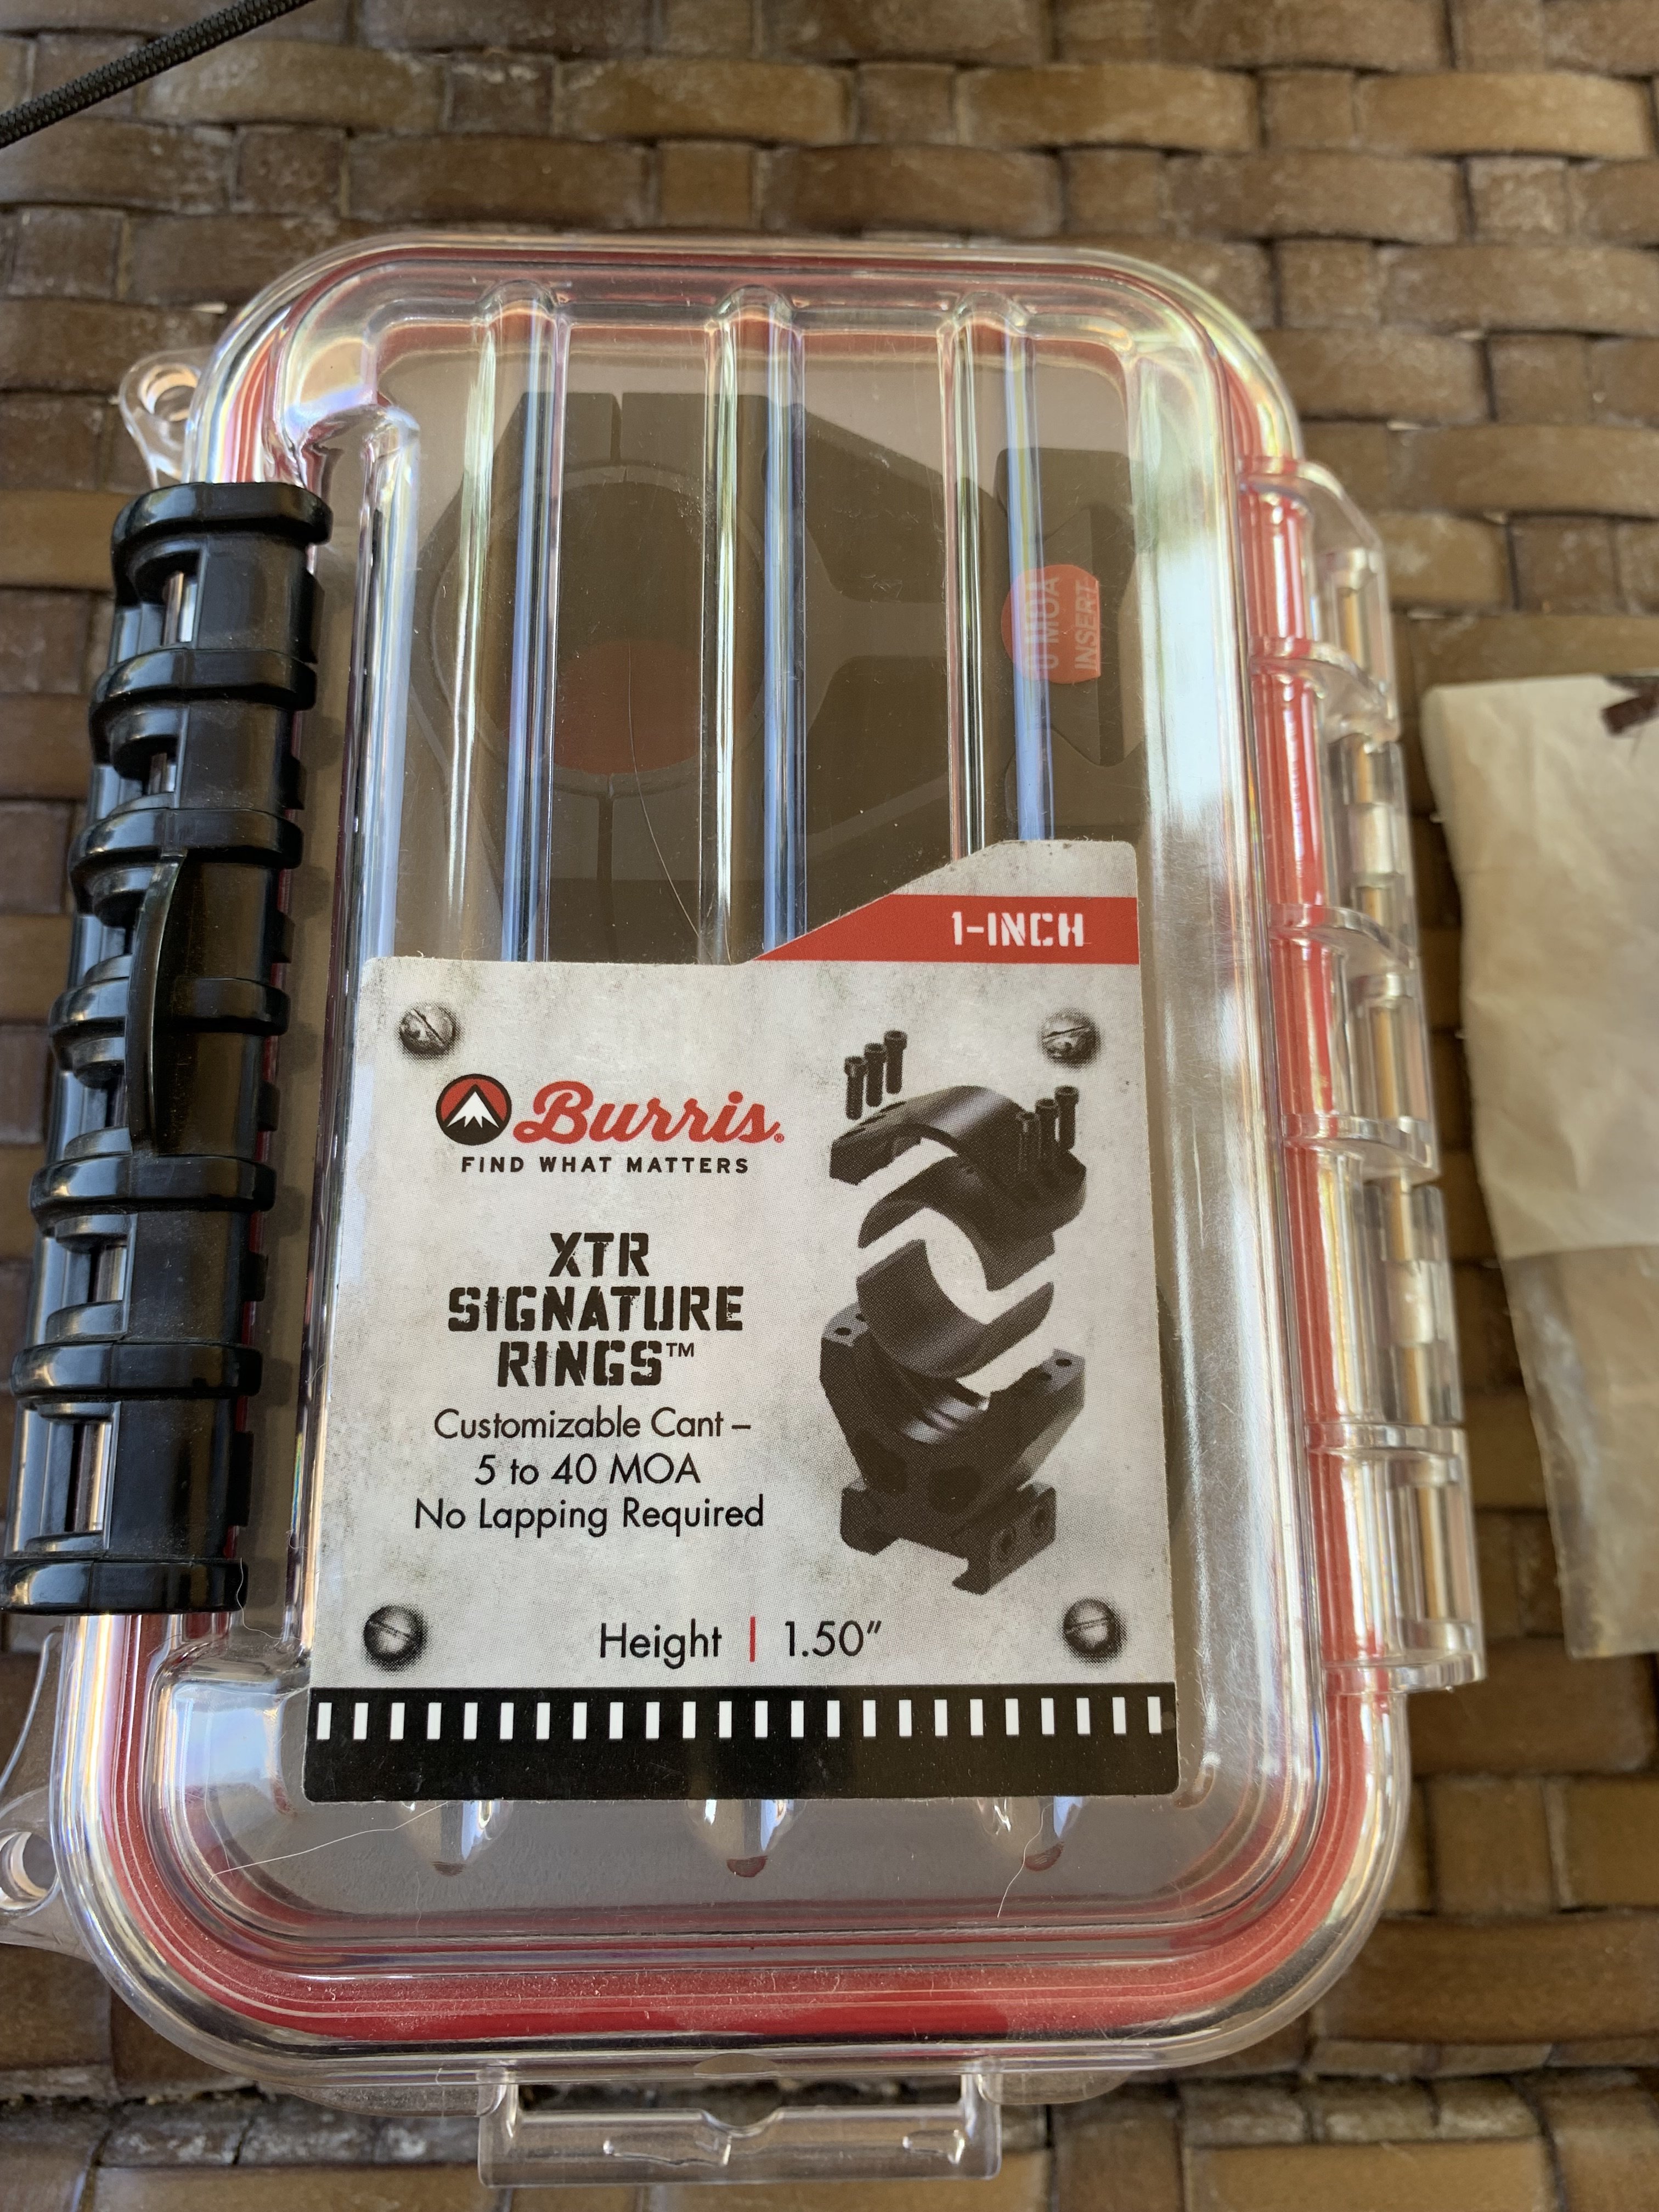 0 MOA
INSERT
1-INCH
Burris®
FIND WHAT MATTERS
XTR
SIGNATURE
RINGS™
Customizable Cant –
5 to 40 MOA
No Lapping Required
Height | 1.50"